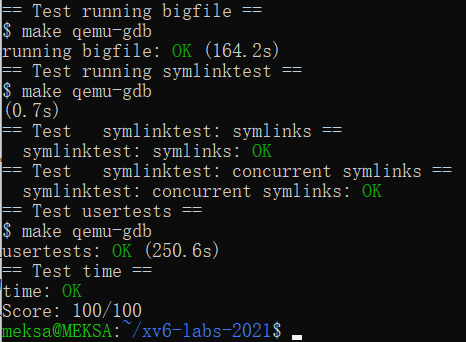 == Test running bigfile ==
$ make qemu-gdb
running bigfile: OK (164.2s)
== Test running symlinktest ==
$ make qemu-gdb
(0.7s)
== Test   symlinktest: symlinks ==
  symlinktest: symlinks: OK
== Test   symlinktest: concurrent symlinks ==
  symlinktest: concurrent symlinks: OK
== Test usertests ==
$ make qemu-gdb
usertests: OK (250.6s)
== Test time ==
time: OK
Score: 100/100
meksa@MEKSA:~/xv6-labs-2021$